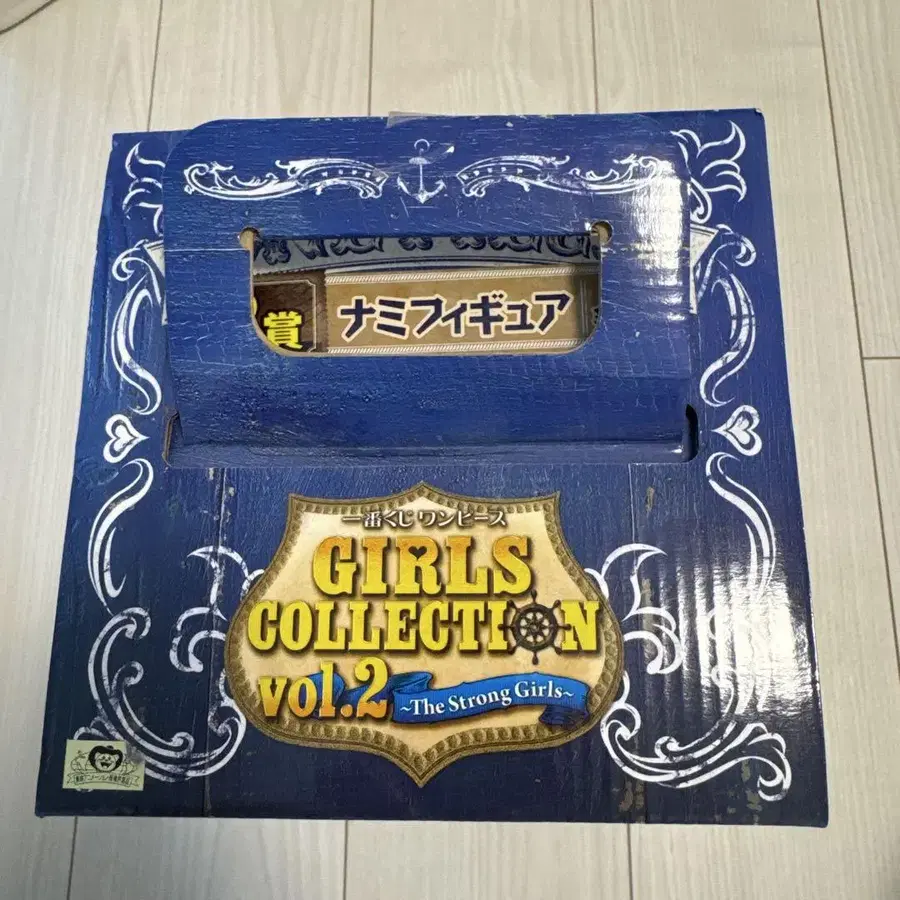 賞 ナミフィギュア
一番くじ ワンピース
GIRLS
COLLECTION
vol.2
~The Strong Girls~